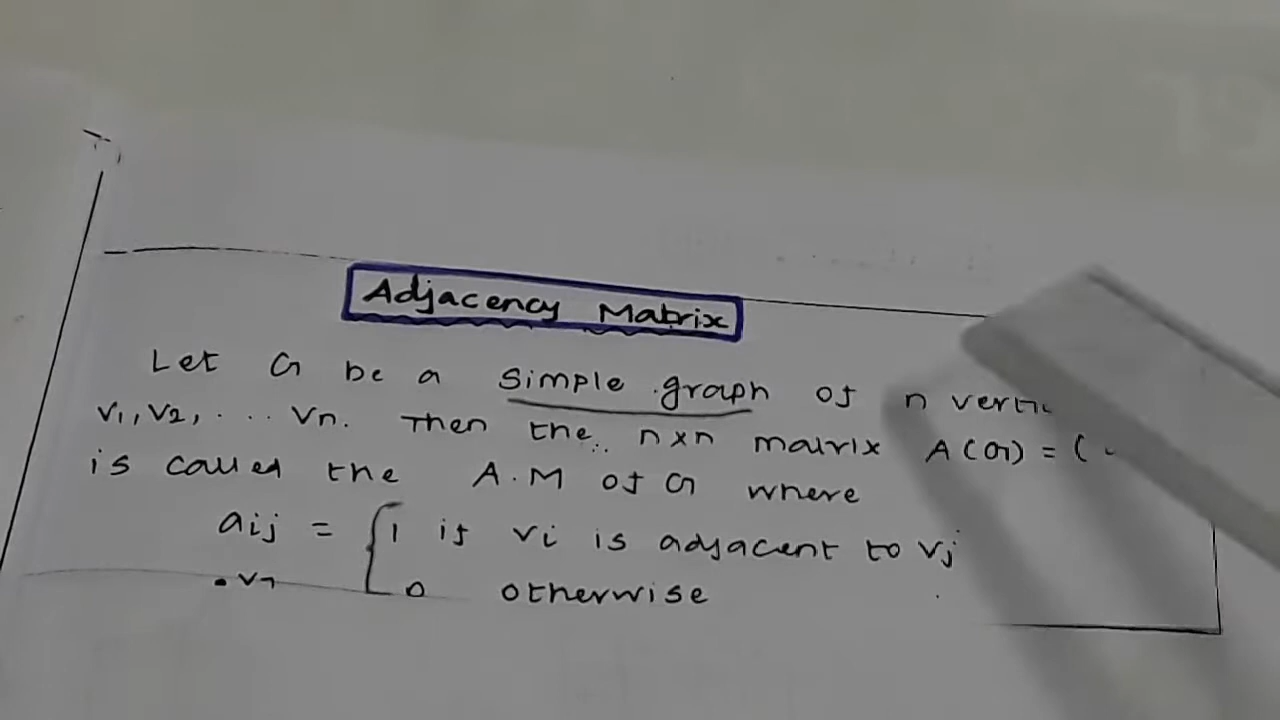 Adjacency Matrix
Let G be a simple graph of n
v1, v2, . . . vn. Then the n×n matrix A(G) = (
is called the A.M of G where
aij = { 1 if vi is adjacent to vj
0 otherwise